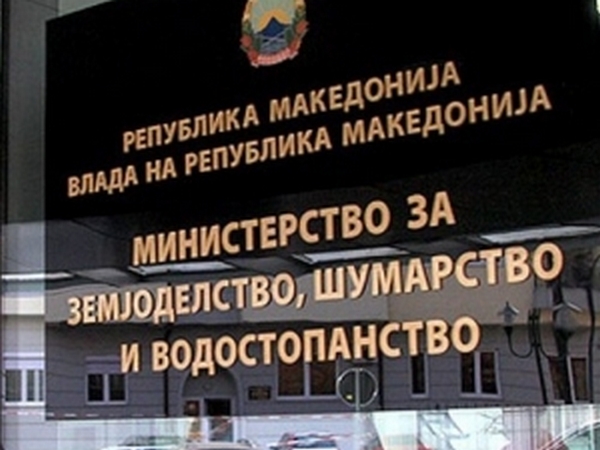 РЕПУБЛИКА МАКЕДОНИЈА
ВЛАДА НА РЕПУБЛИКА МАКЕДОНИЈА
МИНИСТЕРСТВО ЗА
ЗЕМЈОДЕЛСТВО, ШУМАРСТВО
И ВОДОСТОПАНСТВО